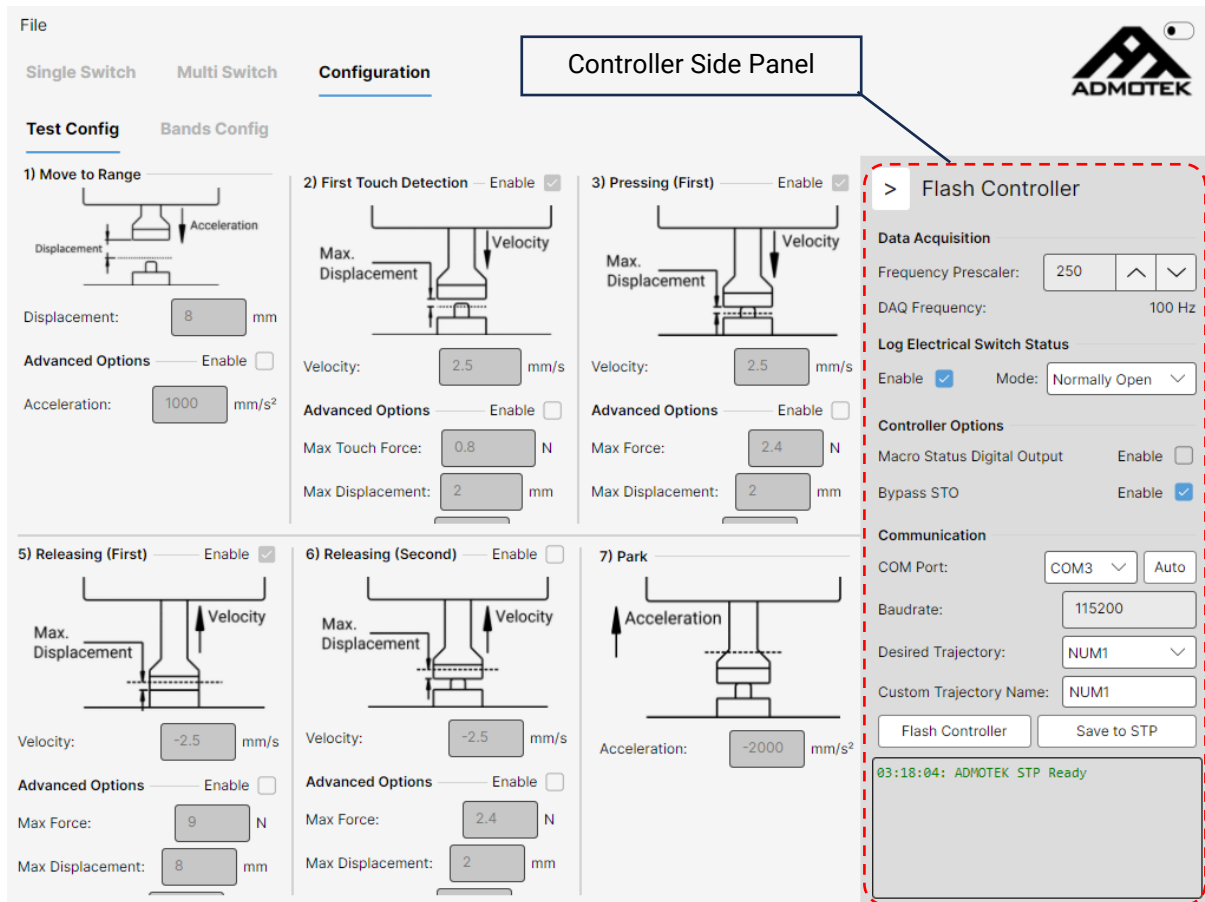 File
Controller Side Panel
ADMOTEK
Single Switch Multi Switch Configuration
Test Config Bands Config
1) Move to Range
Acceleration
Displacement
Displacement: 8 mm
Advanced Options Enable
Acceleration: 1000 mm/s²
2) First Touch Detection Enable
Velocity
Max.
Displacement
Velocity: 2.5 mm/s
Advanced Options Enable
Max Touch Force: 0.8 N
Max Displacement: 2 mm
3) Pressing (First) Enable
Velocity
Max.
Displacement
Velocity: 2.5 mm/s
Advanced Options Enable
Max Force: 2.4 N
Max Displacement: 2 mm
5) Releasing (First) Enable
Velocity
Max.
Displacement
Velocity: -2.5 mm/s
Advanced Options Enable
Max Force: 9 N
Max Displacement: 8 mm
6) Releasing (Second) Enable
Velocity
Max.
Displacement
Velocity: -2.5 mm/s
Advanced Options Enable
Max Force: 2.4 N
Max Displacement: 2 mm
7) Park
Acceleration
Acceleration: -2000 mm/s²
> Flash Controller
Data Acquisition
Frequency Prescaler: 250
DAQ Frequency: 100 Hz
Log Electrical Switch Status
Enable Mode: Normally Open
Controller Options
Macro Status Digital Output Enable
Bypass STO Enable
Communication
COM Port: COM3 Auto
Baudrate: 115200
Desired Trajectory: NUM1
Custom Trajectory Name: NUM1
Flash Controller Save to STP
03:18:04: ADMOTEK STP Ready